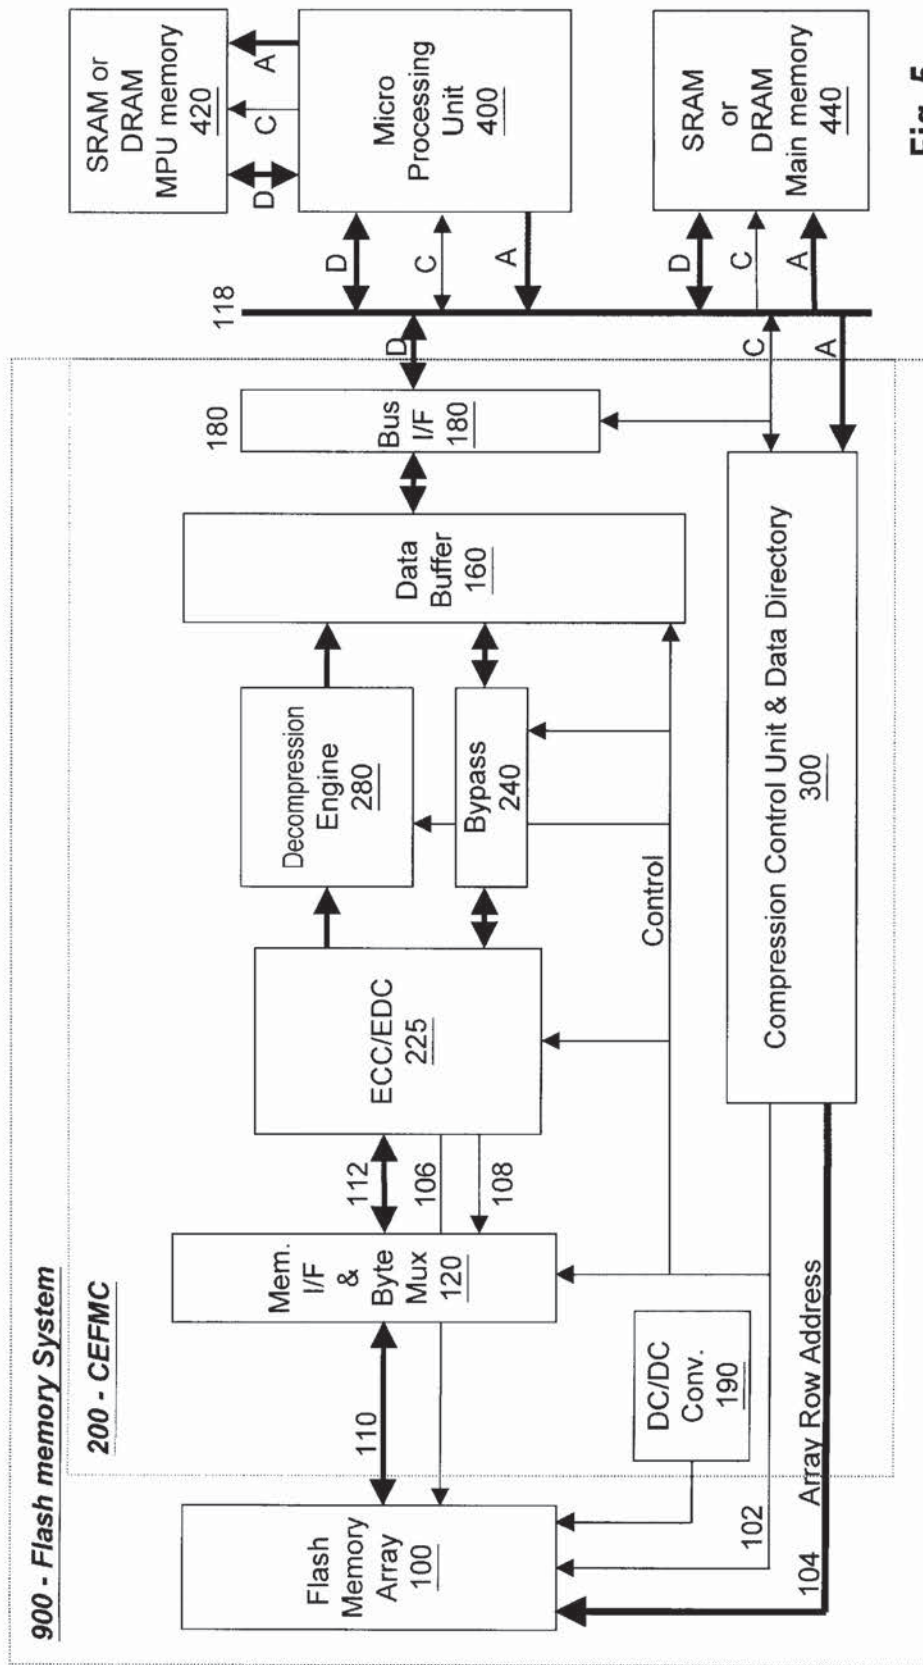 900 - Flash memory System
200 - CEFMC
Flash
Memory
Array
100
110
Mem.
I/F
&
Byte
Mux
120
112
106
108
ECC/EDC
225
Decompression
Engine
280
Bypass
240
Data
Buffer
160
180
Bus
I/F
180
D
118
D
C
A
Micro
Processing
Unit
400
D
C
A
SRAM or
DRAM
MPU memory
420
D
C
A
SRAM
or
DRAM
Main memory
440
C
A
Control
DC/DC
Conv.
190
102
104
Array Row Address
Compression Control Unit & Data Directory
300